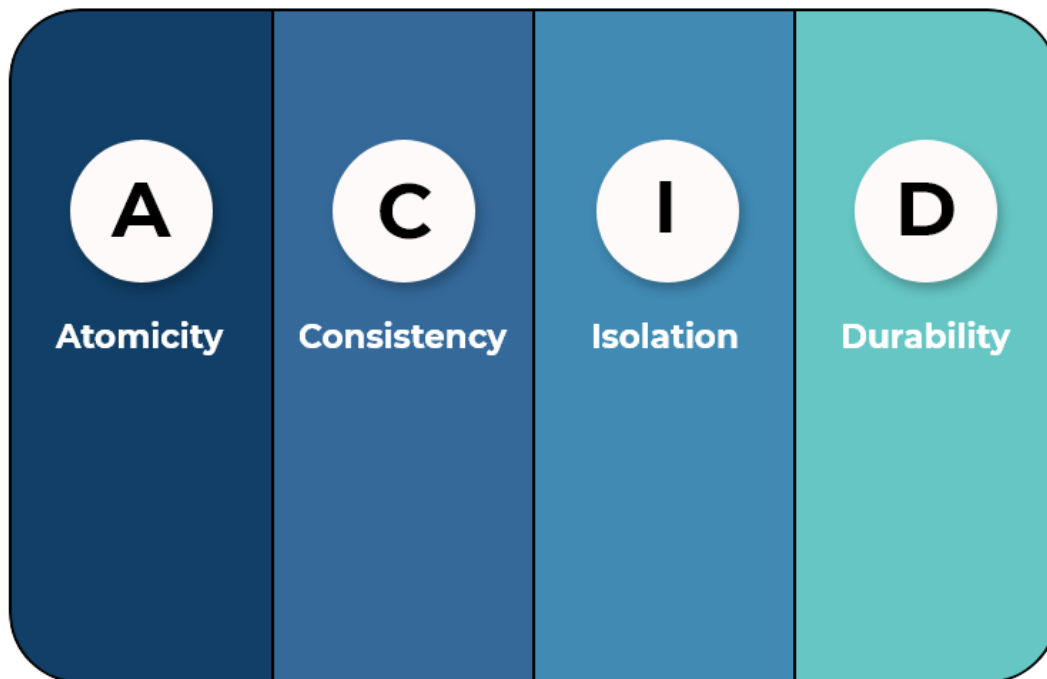 A
Atomicity
C
Consistency
I
Isolation
D
Durability